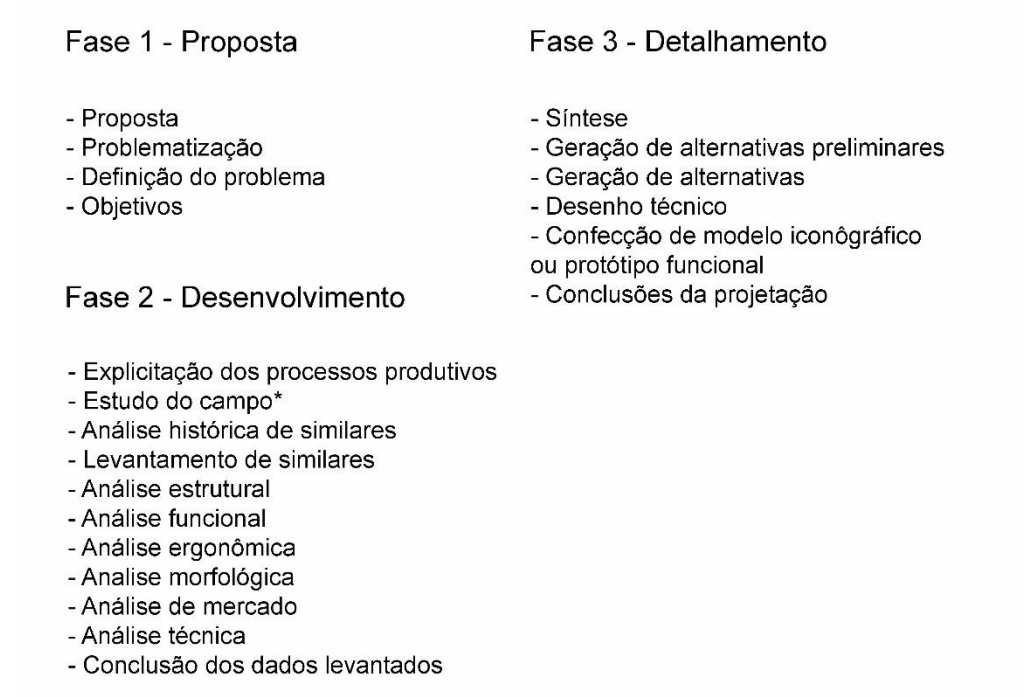 Fase 1 - Proposta
- Proposta
- Problematização
- Definição do problema
- Objetivos
Fase 2 - Desenvolvimento
- Explicitação dos processos produtivos
- Estudo do campo*
- Análise histórica de similares
- Levantamento de similares
- Análise estrutural
- Análise funcional
- Análise ergonômica
- Analise morfológica
- Análise de mercado
- Análise técnica
- Conclusão dos dados levantados
Fase 3 - Detalhamento
- Síntese
- Geração de alternativas preliminares
- Geração de alternativas
- Desenho técnico
- Confecção de modelo iconôgráfico
ou protótipo funcional
- Conclusões da projetação